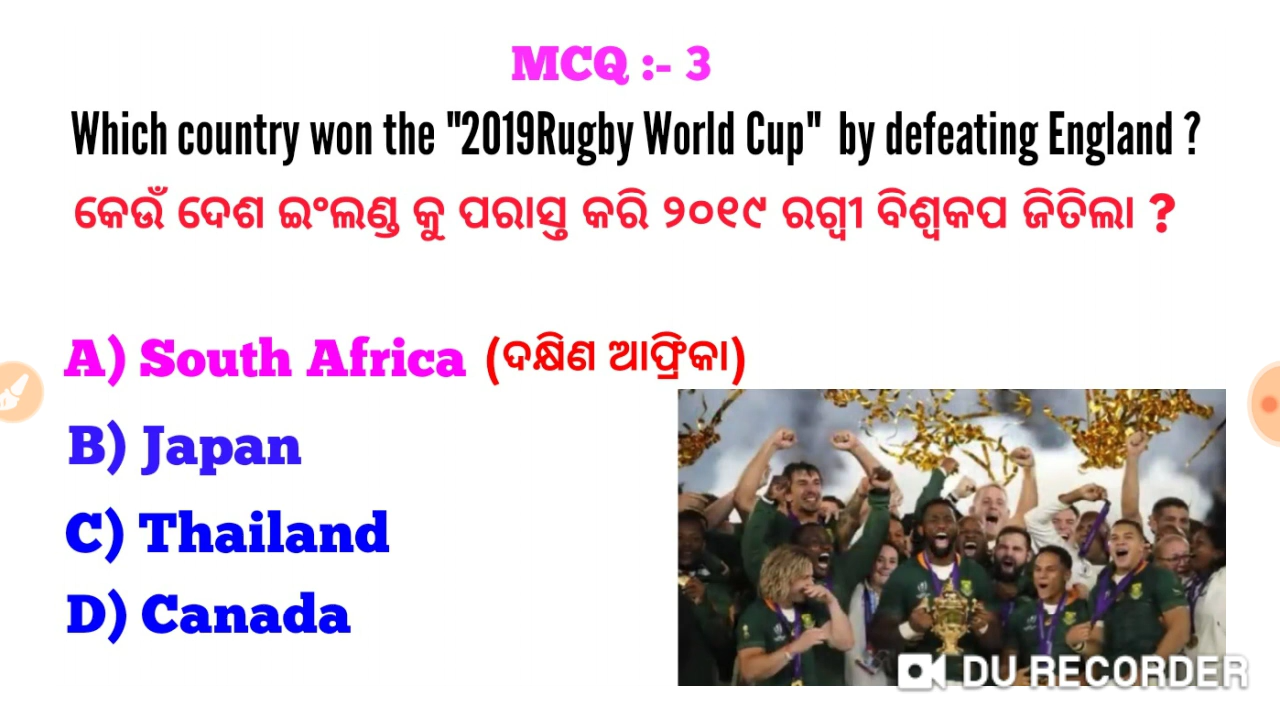 MCQ :- 3
Which country won the "2019Rugby World Cup" by defeating England ?
କେଉଁ ଦେଶ ଇଂଲଣ୍ଡ କୁ ପରାସ୍ତ କରି ୨୦୧୯ ରଗ୍ବୀ ବିଶ୍ୱକପ ଜିତିଲା ?
A) South Africa (ଦକ୍ଷିଣ ଆଫ୍ରିକା)
B) Japan
C) Thailand
D) Canada
DU RECORDER